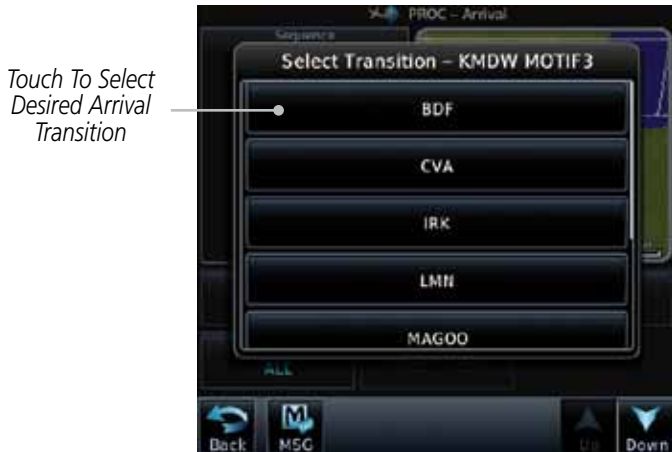 PROC – Arrival
Sequence
Select Transition – KMDW MOTIF3
Touch To Select
Desired Arrival
Transition
BDF
CVA
IRK
LMN
MAGOO
ALL
Back
MSG
Up
Down